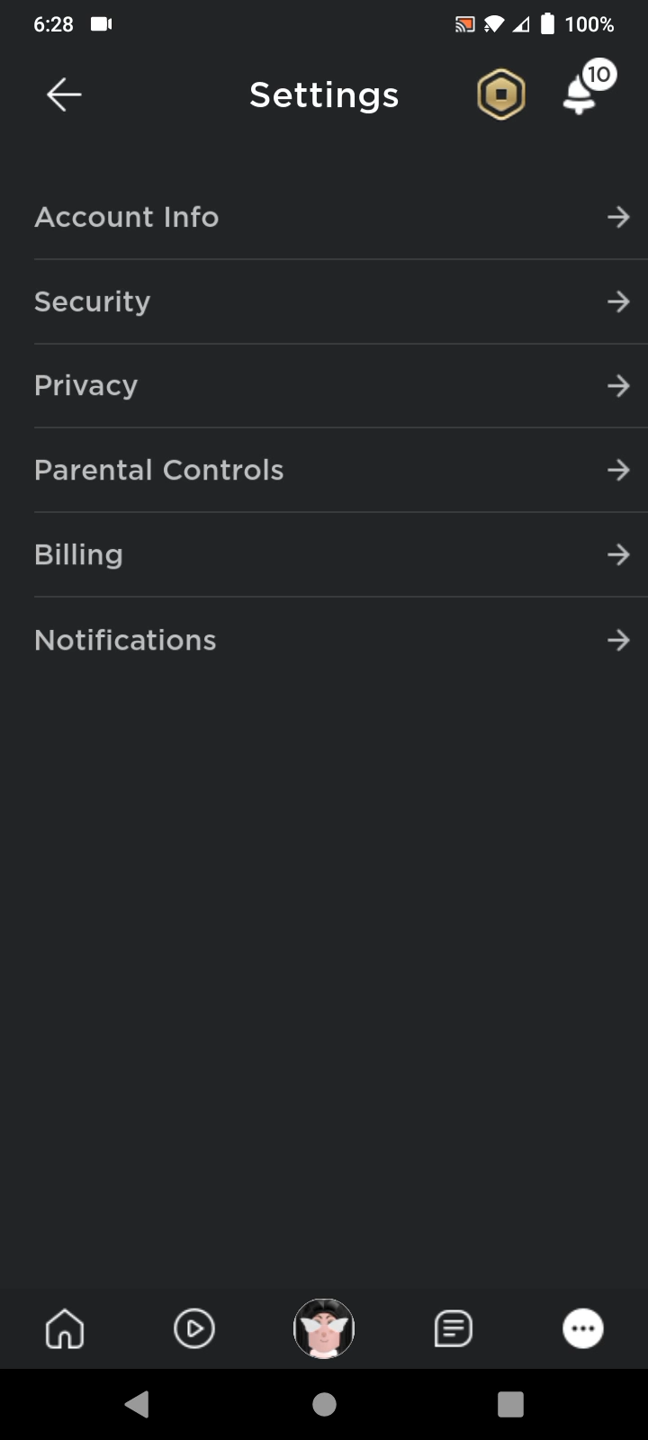 6:28
100%
Settings
10
Account Info
Security
Privacy
Parental Controls
Billing
Notifications